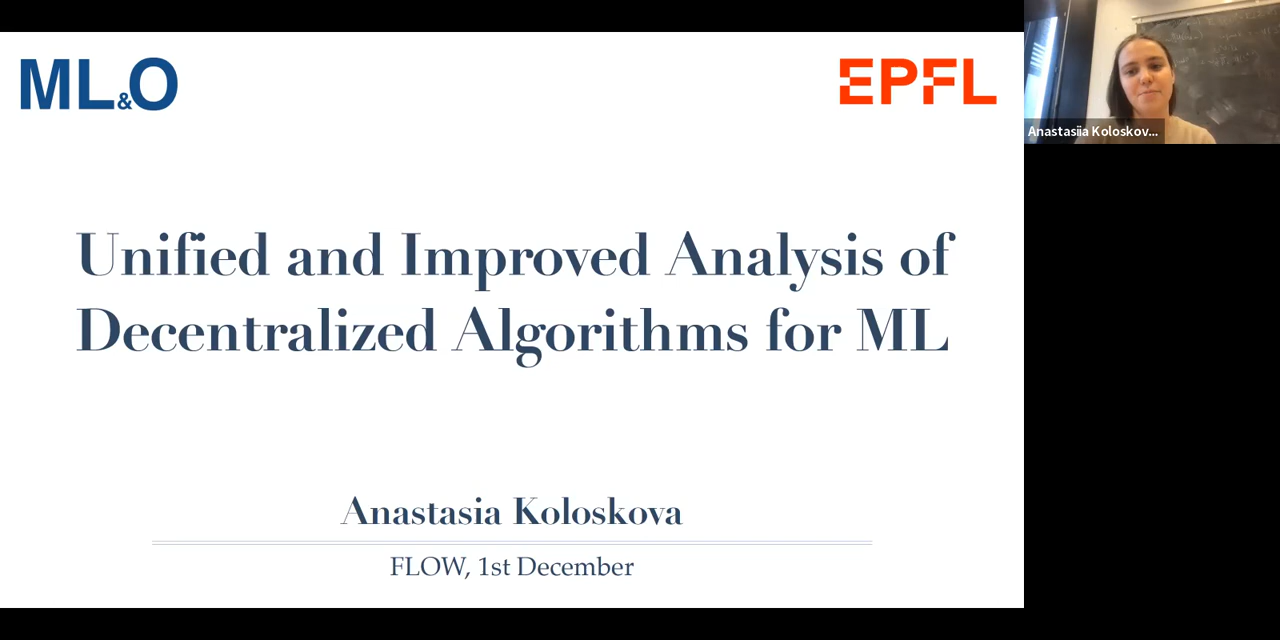 ML&O
EPFL
Anastasiia Koloskov...
Unified and Improved Analysis of
Decentralized Algorithms for ML
Anastasia Koloskova
FLOW, 1st December